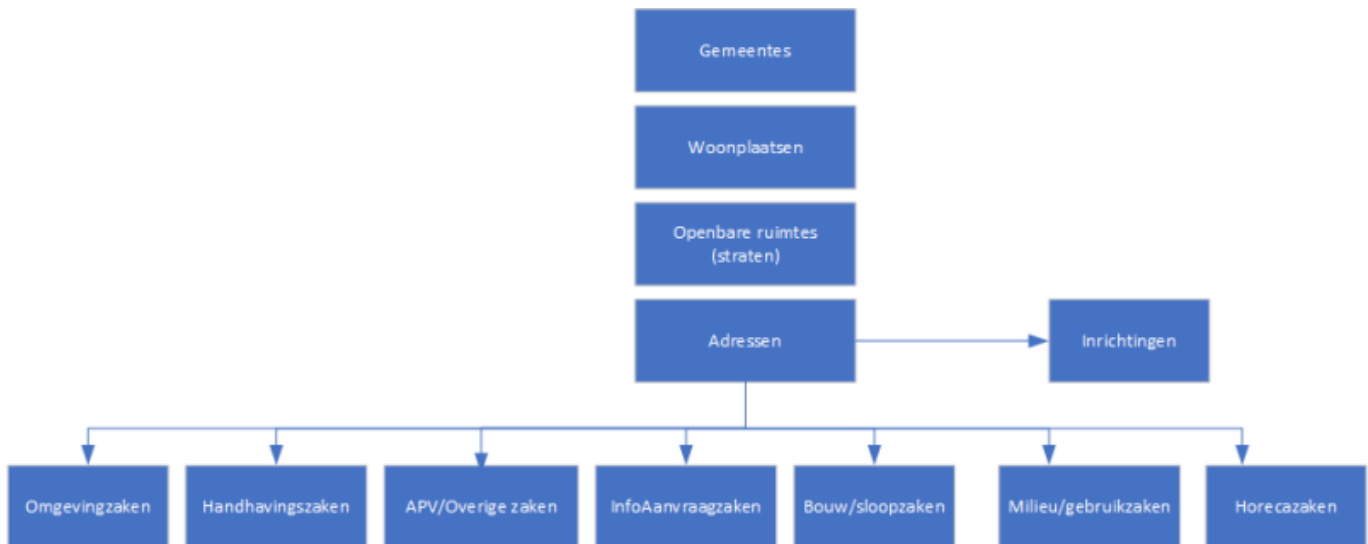 Gemeentes
Woonplaatsen
Openbare ruimtes
(straten)
Adressen
Inrichtingen
Omgevingzaken
Handhavingszaken
APV/Overige zaken
InfoAanvraagzaken
Bouw/sloopzaken
Milieu/gebruikzaken
Horecazaken